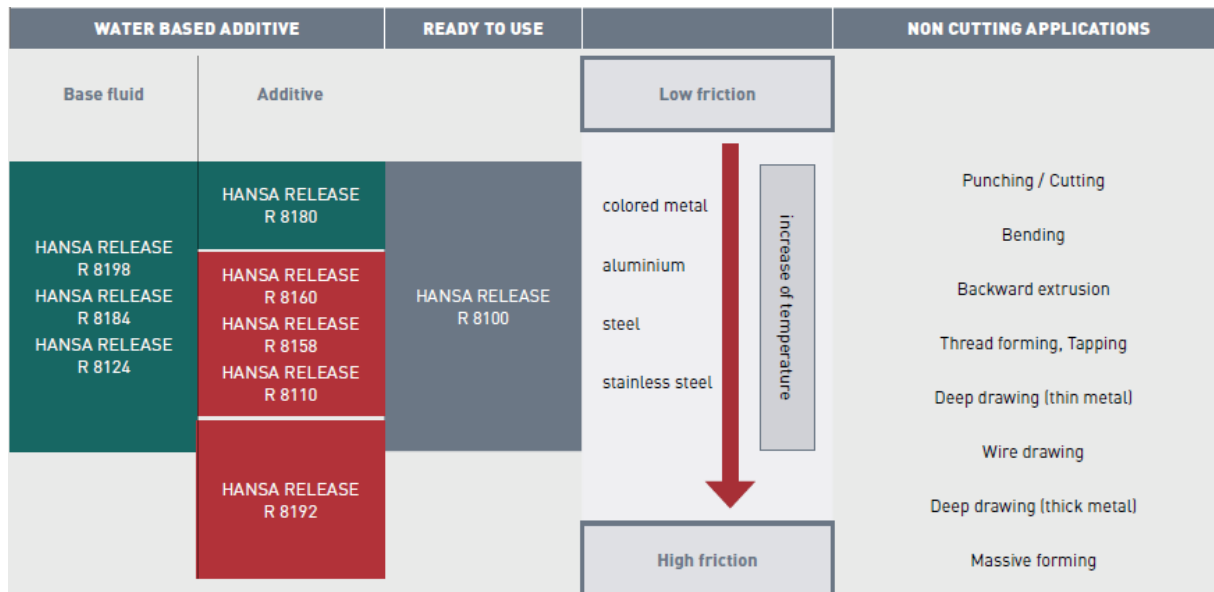 WATER BASED ADDITIVE
READY TO USE
NON CUTTING APPLICATIONS
Base fluid
Additive
HANSA RELEASE
R 8198
HANSA RELEASE
R 8184
HANSA RELEASE
R 8124
HANSA RELEASE
R 8180
HANSA RELEASE
R 8160
HANSA RELEASE
R 8158
HANSA RELEASE
R 8110
HANSA RELEASE
R 8192
HANSA RELEASE
R 8100
Low friction
colored metal
aluminium
steel
stainless steel
increase of temperature
High friction
Punching / Cutting
Bending
Backward extrusion
Thread forming, Tapping
Deep drawing (thin metal)
Wire drawing
Deep drawing (thick metal)
Massive forming